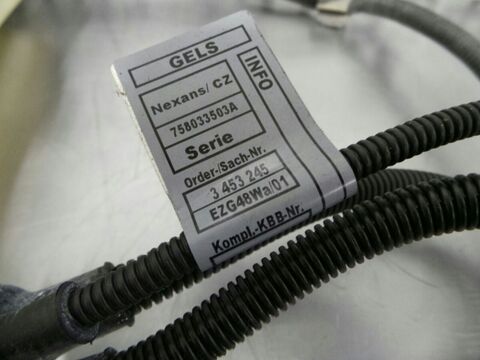 GELS
INFO
Nexans/ CZ
758033503A
Serie
Order-/Sach-Nr.
3 453 245
EZG48Wa/01
Kompl.-KBB-Nr.